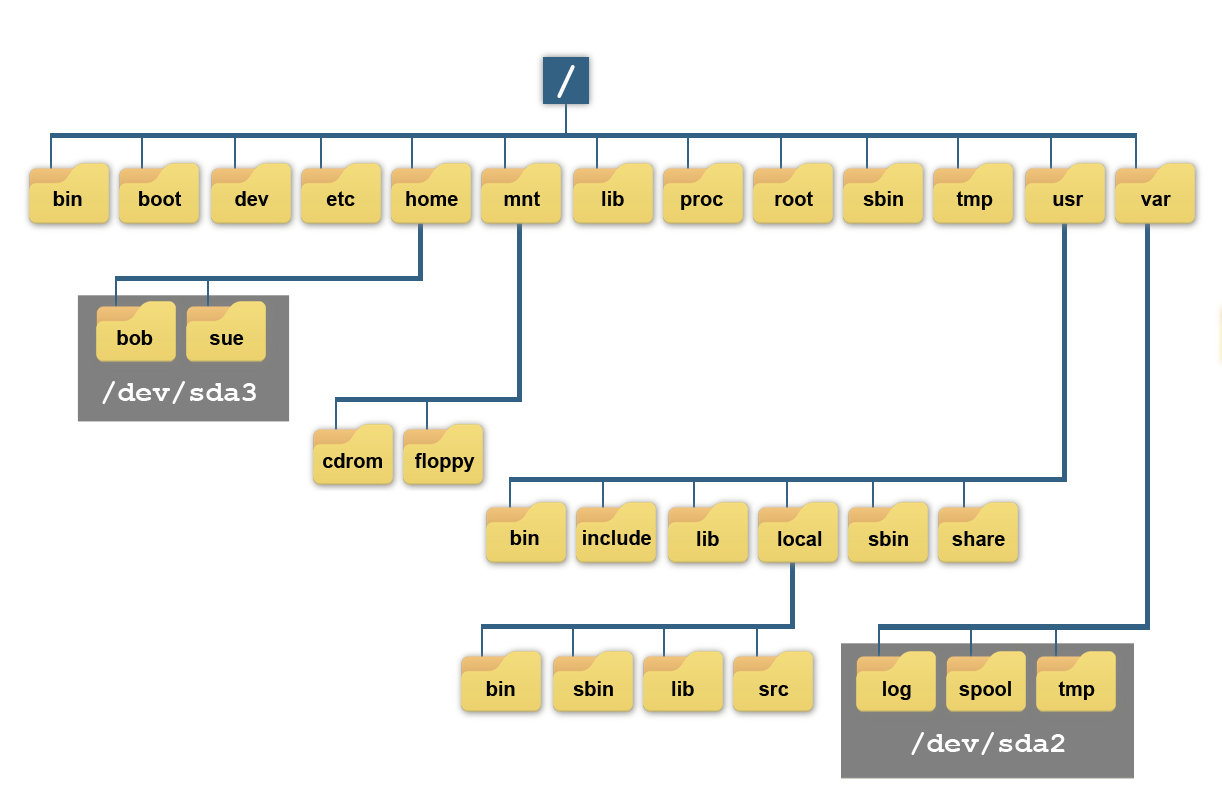 /
bin boot dev etc home mnt lib proc root sbin tmp usr var
bob sue
/dev/sda3
cdrom floppy
bin include lib local sbin share
bin sbin lib src
log spool tmp
/dev/sda2